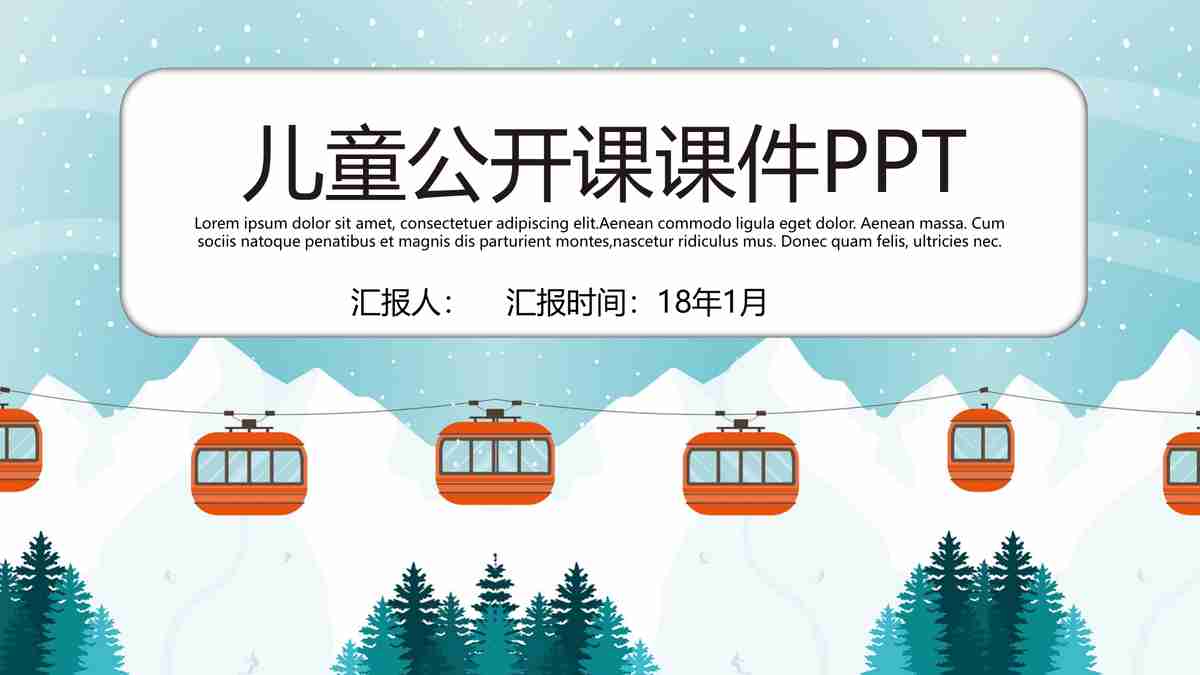 儿童公开课课件PPT
Lorem ipsum dolor sit amet, consectetuer adipiscing elit.Aenean commodo ligula eget dolor. Aenean massa. Cum
sociis natoque penatibus et magnis dis parturient montes,nascetur ridiculus mus. Donec quam felis, ultricies nec.
汇报人： 汇报时间：18年1月